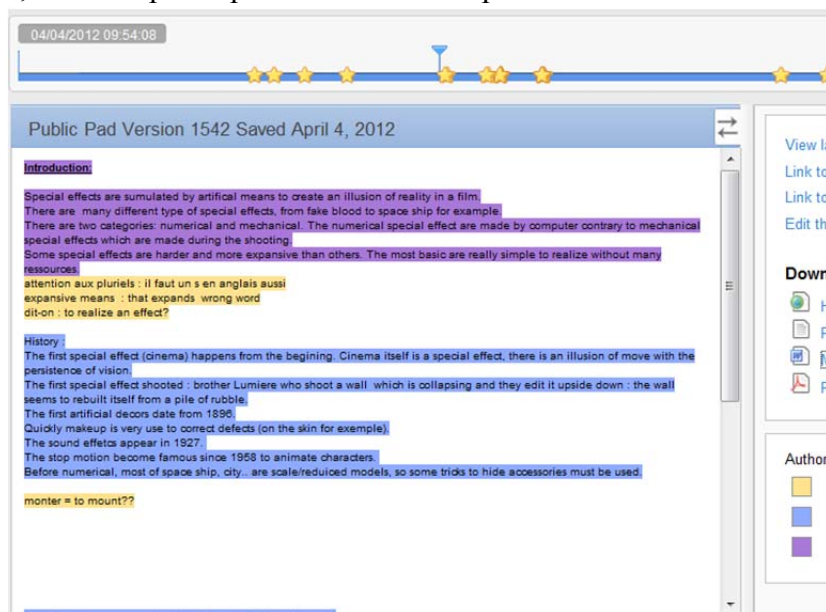 04/04/2012 09:54:08
Public Pad Version 1542 Saved April 4, 2012
Introduction:
Special effects are sumulated by artifical means to create an illusion of reality in a film.
There are many different type of special effects, from fake blood to space ship for example.
There are two categories: numerical and mechanical. The numerical special effect are made by computer contrary to mechanical
special effects which are made during the shooting.
Some special effects are harder and more expansive than others. The most basic are really simple to realize without many
ressources.
attention aux pluriels : il faut un s en anglais aussi
expansive means : that expands wrong word
dit-on : to realize an effect?
History :
The first special effect (cinema) happens from the begining. Cinema itself is a special effect, there is an illusion of move with the
persistence of vision.
The first special effect shooted : brother Lumiere who shoot a wall which is collapsing and they edit it upside down : the wall
seems to rebuilt itself from a pile of rubble.
The first artificial decors date from 1896.
Quickly makeup is very use to correct defects (on the skin for exemple).
The sound effetcs appear in 1927.
The stop motion become famous since 1958 to animate characters.
Before numerical, most of space ship, city.. are scale/reduiced models, so some tricks to hide accessories must be used.
monter = to mount??
View l
Link to
Link to
Edit th
Down
Author